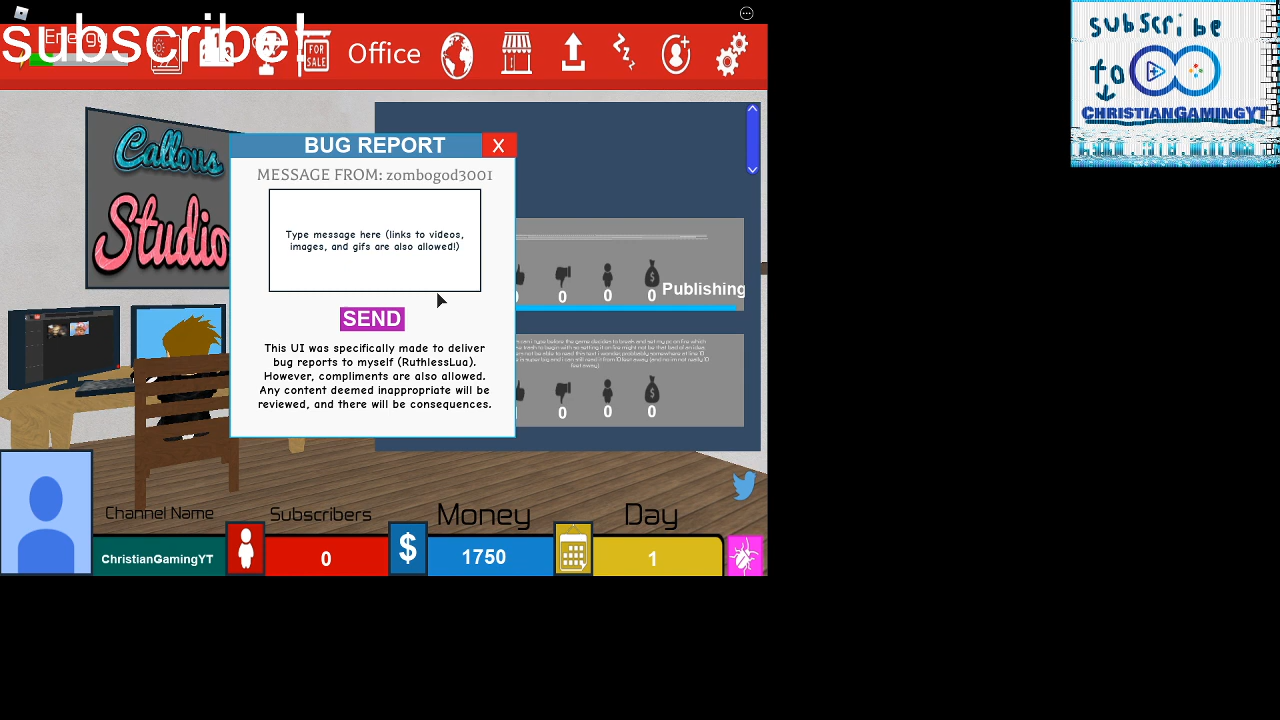 subscribe!
Energy
FOR SALE
Office
subscribe
to
CHRISTIANGAMINGYT
Callous
Studio
BUG REPORT
X
MESSAGE FROM: zombogod3001
Type message here (links to videos,
images, and gifs are also allowed!)
SEND
This UI was specifically made to deliver
bug reports to myself (RuthlessLua).
However, compliments are also allowed.
Any content deemed inappropriate will be
reviewed, and there will be consequences.
0 0 0 Publishing
0 0 0
Channel Name
Subscribers
Money
Day
ChristianGamingYT
0
$
1750
1